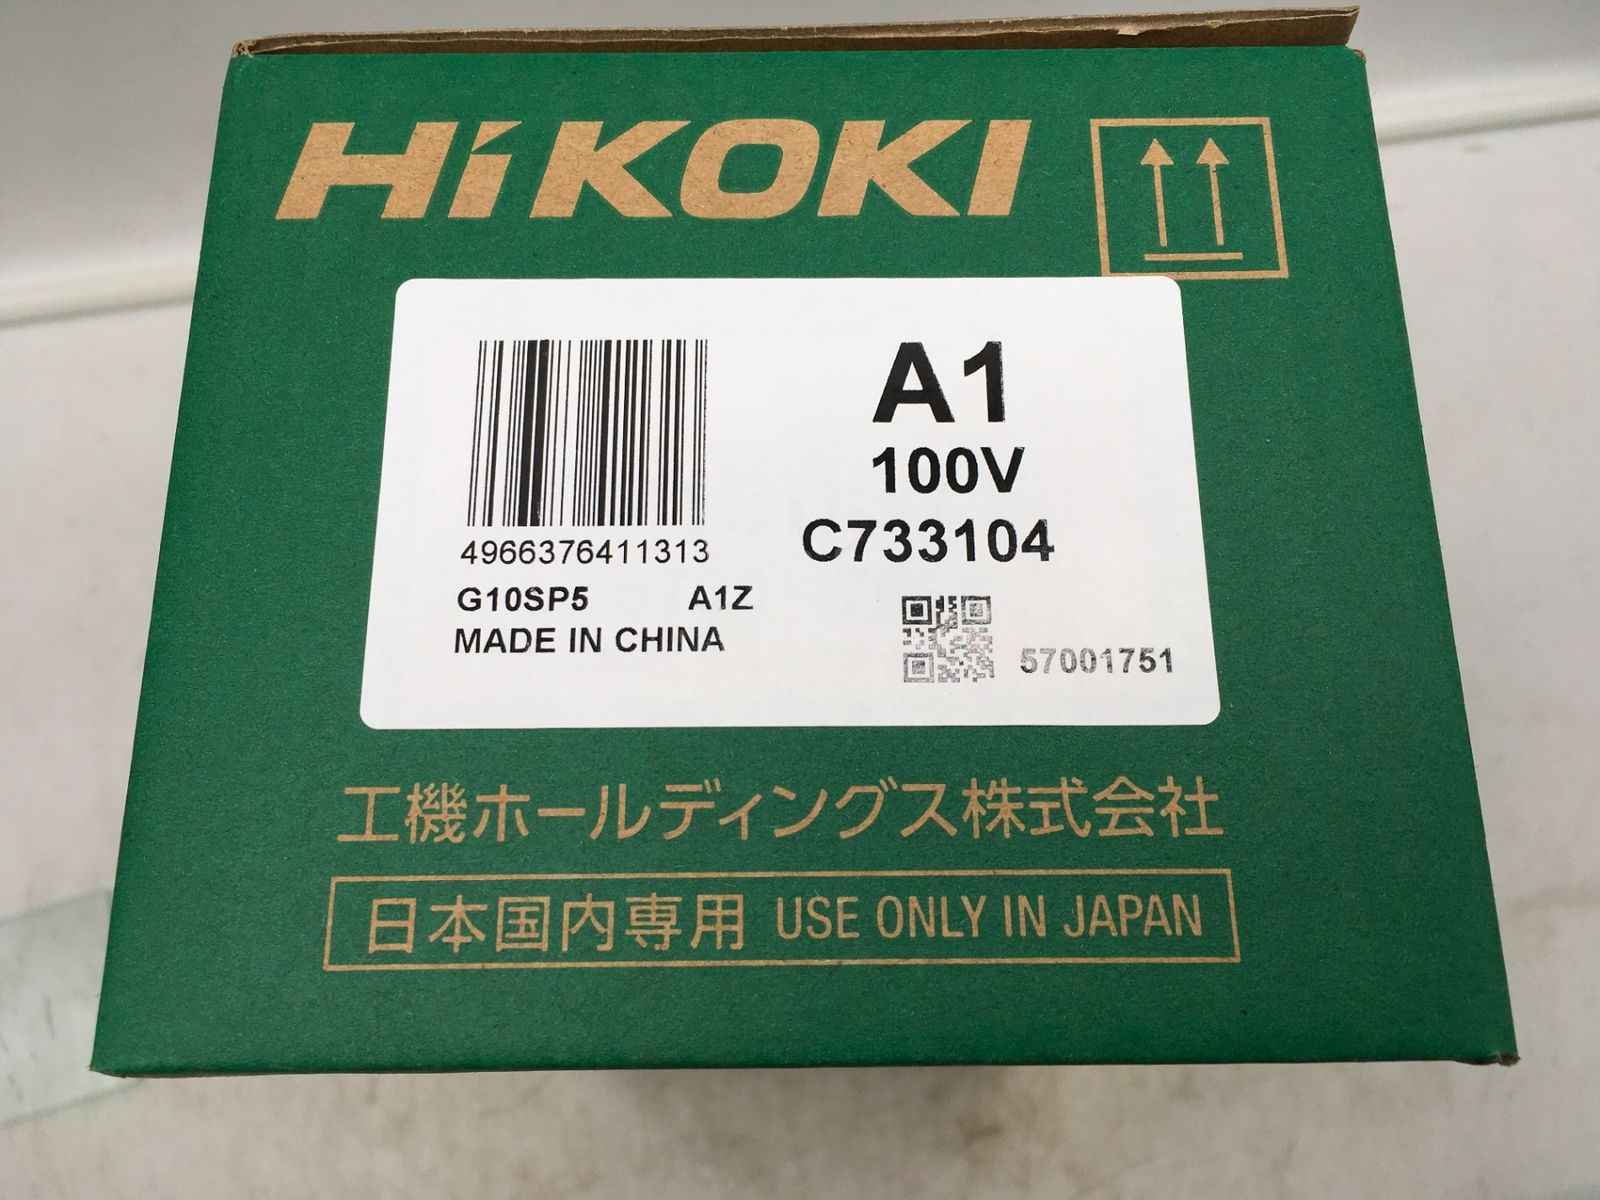 HiKOKI
A1
100V
C733104
4966376411313
G10SP5 A1Z
MADE IN CHINA
57001751
工機ホールディングス株式会社
日本国内専用 USE ONLY IN JAPAN